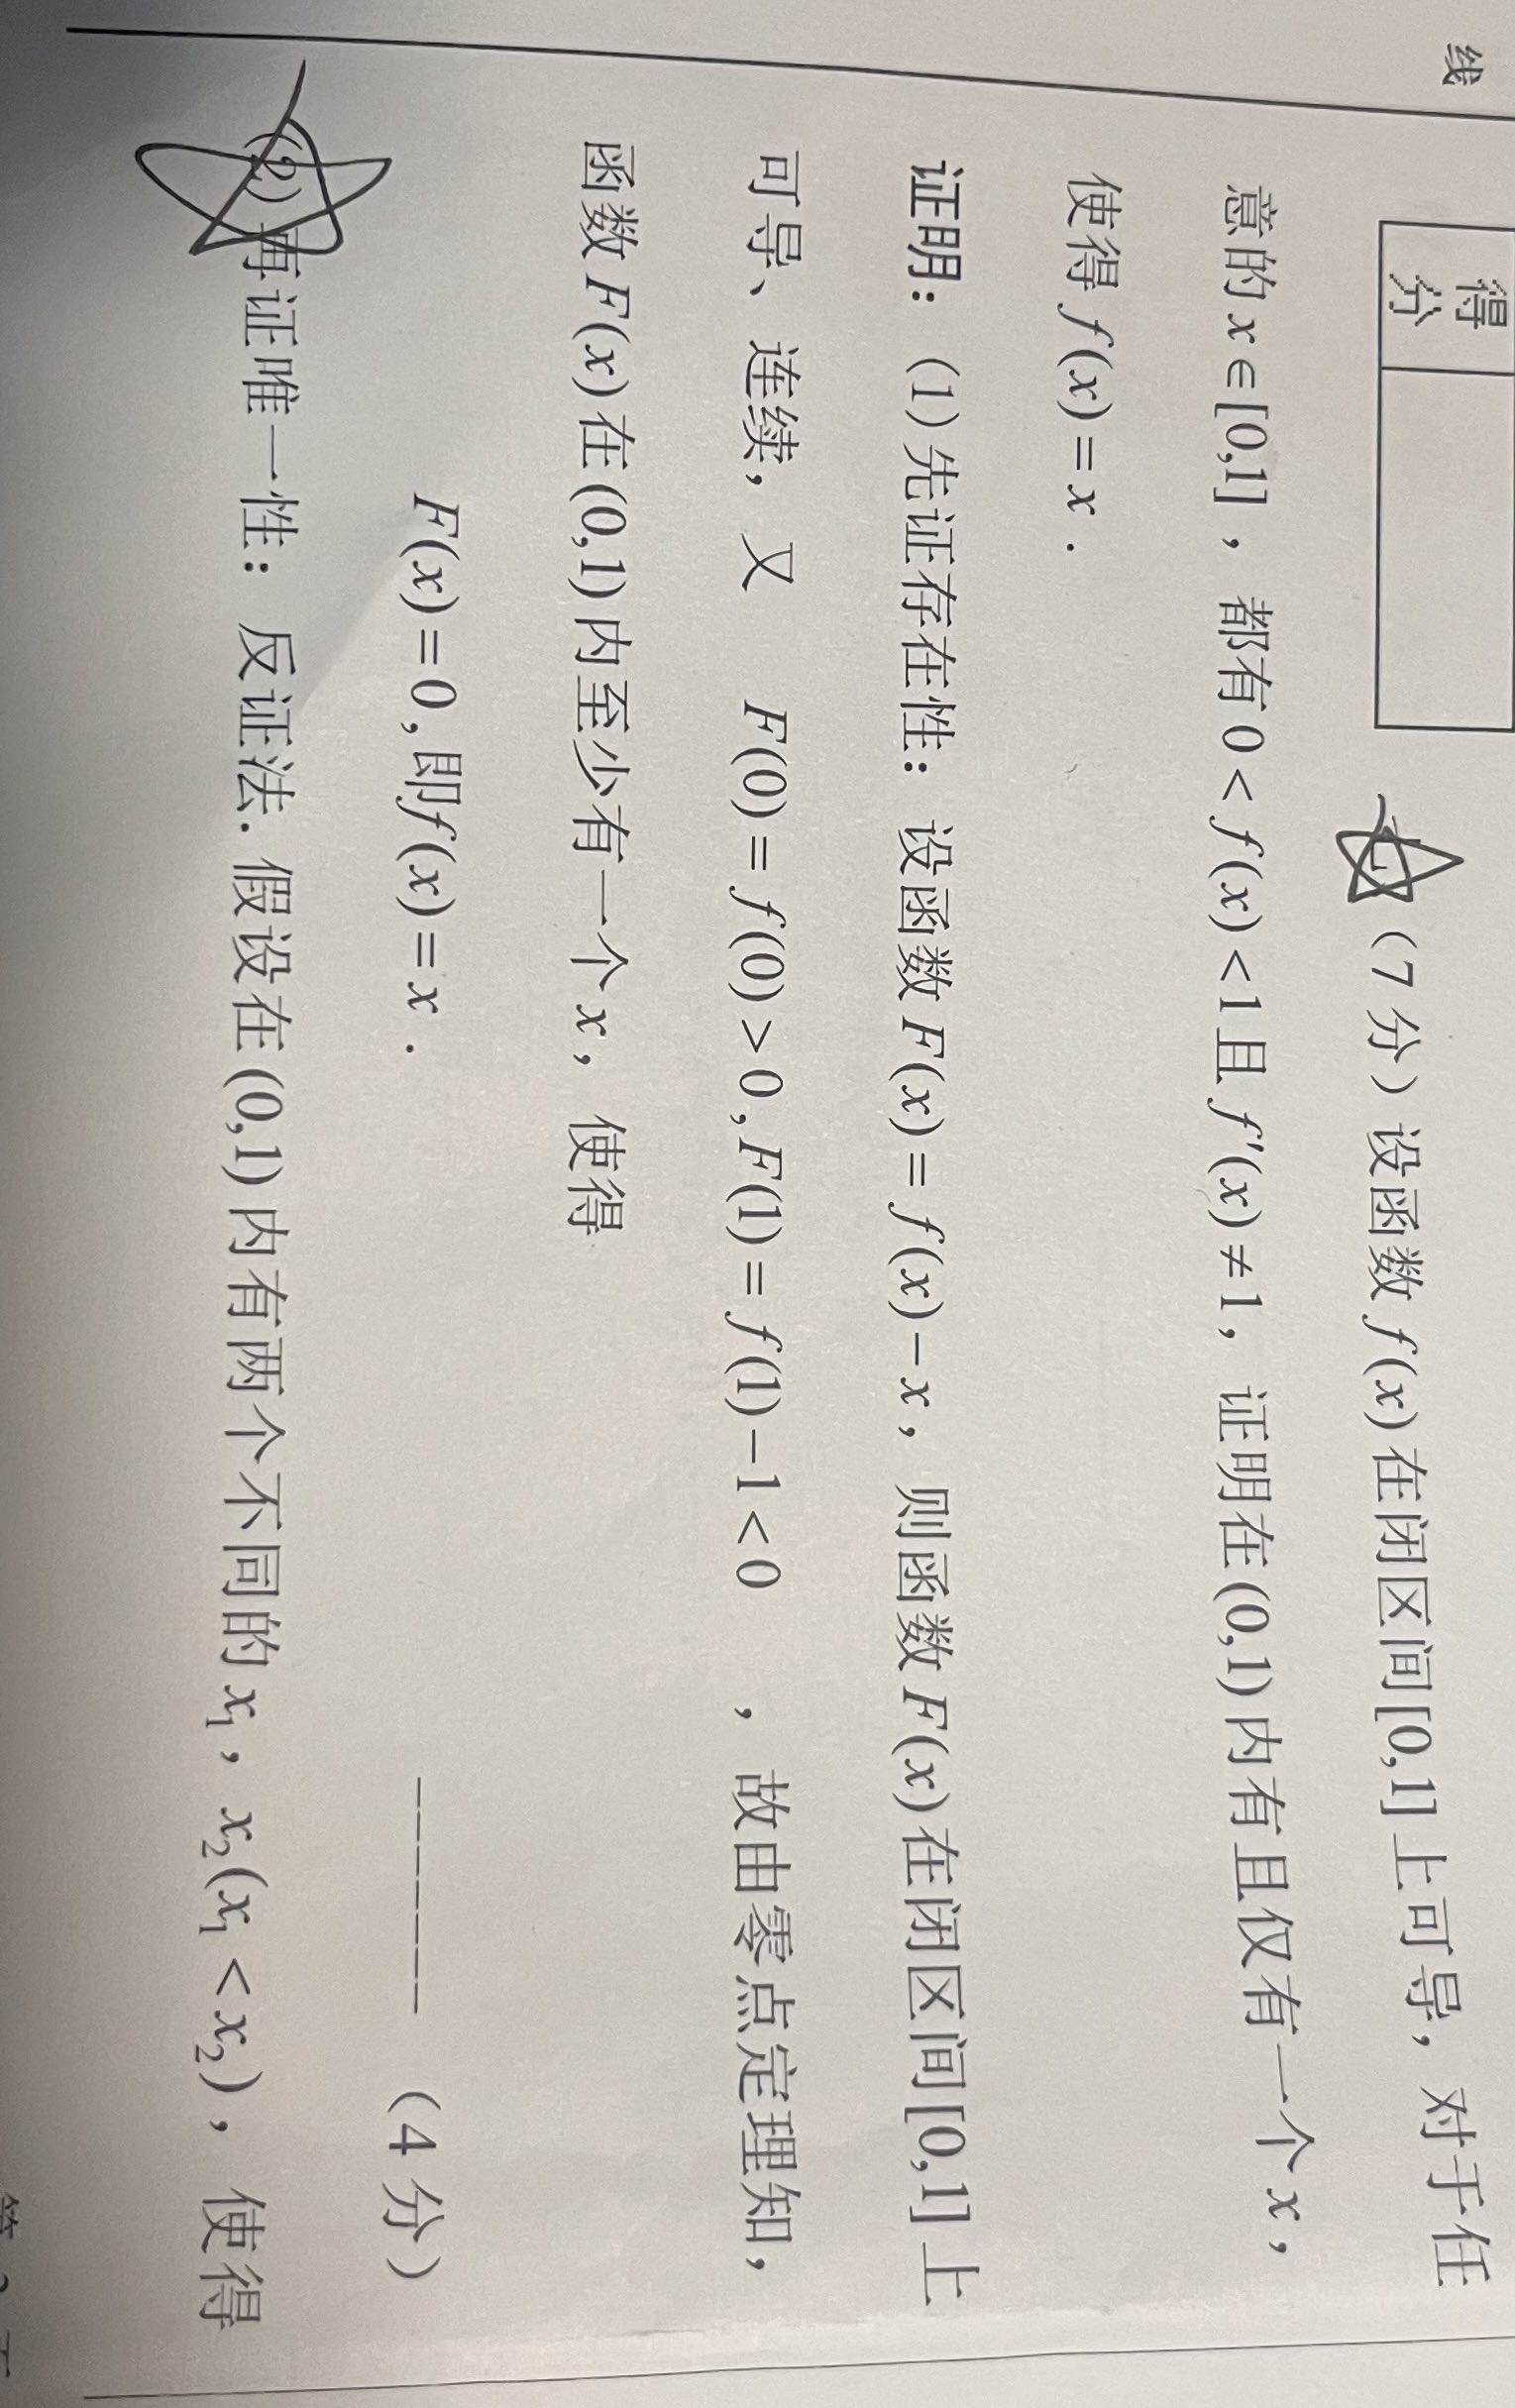 线
得分
(7分)设函数 f(x) 在闭区间[0,1]上可导,对于任
意的 x∈[0,1],都有 0 < f(x) <1 且 f′(x) ≠ 1,证明在 (0,1) 内有且仅有一个 x,
使得 f(x) = x .
证明:(1)先证存在性:设函数 F(x) = f(x) − x,则函数 F(x) 在闭区间[0,1]上
可导、连续,又 F(0) = f(0) > 0 , F(1) = f(1) −1 < 0 ,故由零点定理知,
函数 F(x) 在 (0,1) 内至少有一个 x,使得
F(x) = 0 ,即f(x) = x .
——————— (4分)
(2)再证唯一性:反证法. 假设在 (0,1) 内有两个不同的 x₁,x₂(x₁ < x₂),使得